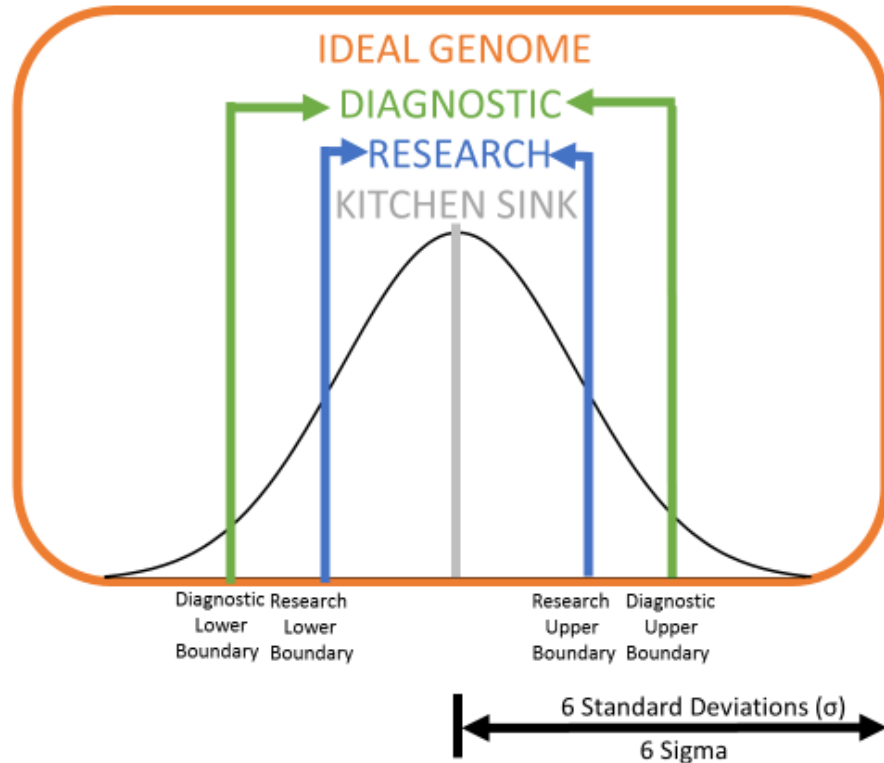 IDEAL GENOME
DIAGNOSTIC
RESEARCH
KITCHEN SINK
Diagnostic
Lower
Boundary
Research
Lower
Boundary
Research
Upper
Boundary
Diagnostic
Upper
Boundary
6 Standard Deviations (σ)
6 Sigma